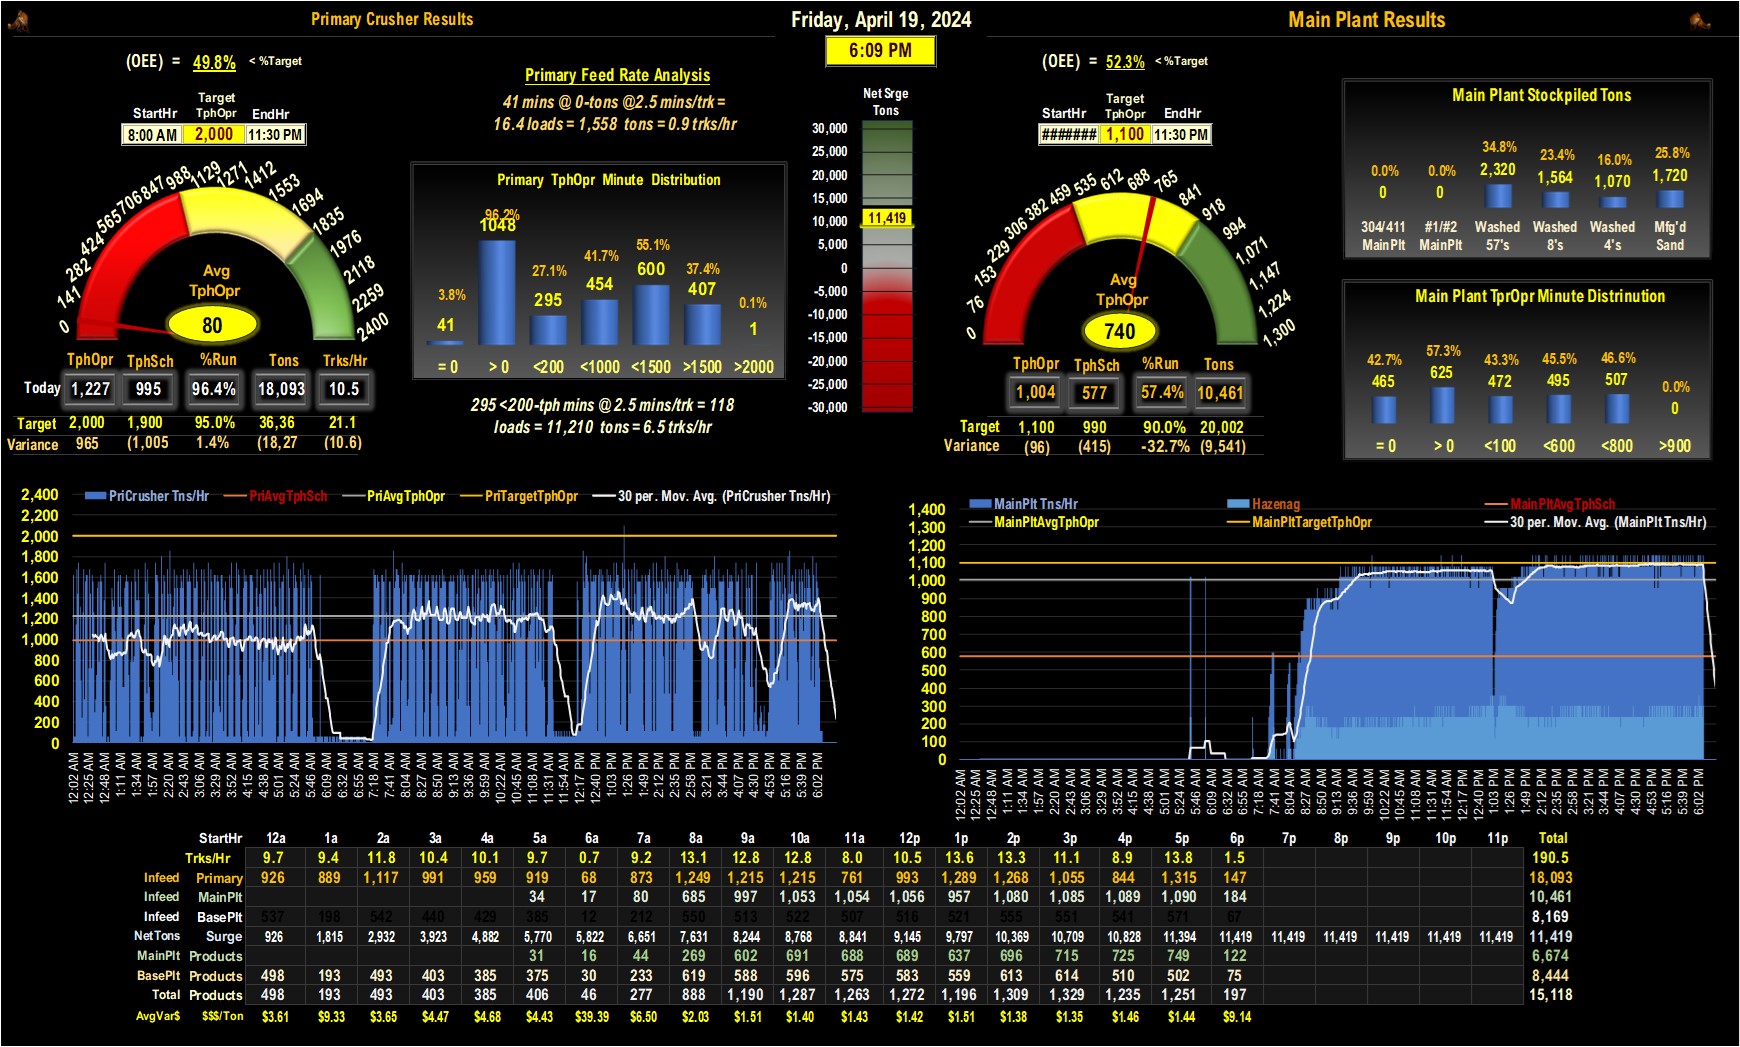 Primary Crusher Results
Friday, April 19, 2024
Main Plant Results
6:09 PM
(OEE) = 49.8% < %Target
StartHr Target TphOpr EndHr
8:00 AM 2,000 11:30 PM
0 141 282 424 565 706 847 988 1129 1271 1412 1553 1694 1835 1976 2118 2259 2400
Avg
TphOpr
80
TphOpr TphSch %Run Tons Trks/Hr
Today 1,227 995 96.4% 18,093 10.5
Target 2,000 1,900 95.0% 36,36 21.1
Variance 965 (1,005 1.4% (18,27 (10.6)
Primary Feed Rate Analysis
41 mins @ 0-tons @2.5 mins/trk =
16.4 loads = 1,558 tons = 0.9 trks/hr
Primary TphOpr Minute Distribution
3.8% 96.2% 27.1% 41.7% 55.1% 37.4% 0.1%
41 1048 295 454 600 407 1
= 0 > 0 <200 <1000 <1500 >1500 >2000
295 <200-tph mins @ 2.5 mins/trk = 118
loads = 11,210 tons = 6.5 trks/hr
Net Srge
Tons
30,000
25,000
20,000
15,000
10,000
5,000
0
-5,000
-10,000
-15,000
-20,000
-25,000
-30,000
11,419
(OEE) = 52.3% < %Target
StartHr Target TphOpr EndHr
####### 1,100 11:30 PM
0 76 153 229 306 382 459 535 612 688 765 841 918 994 1,071 1,147 1,224 1,300
Avg
TphOpr
740
TphOpr TphSch %Run Tons
1,004 577 57.4% 10,461
Target 1,100 990 90.0% 20,002
Variance (96) (415) -32.7% (9,541)
Main Plant Stockpiled Tons
0.0% 0.0% 34.8% 23.4% 16.0% 25.8%
0 0 2,320 1,564 1,070 1,720
304/411 #1/#2 Washed Washed Washed Mfg'd
MainPlt MainPlt 57's 8's 4's Sand
Main Plant TprOpr Minute Distrinution
42.7% 57.3% 43.3% 45.5% 46.6% 0.0%
465 625 472 495 507 0
= 0 > 0 <100 <600 <800 >900
PriCrusher Tns/Hr PriAvgTphSch PriAvgTphOpr PriTargetTphOpr 30 per. Mov. Avg. (PriCrusher Tns/Hr)
2,400
2,200
2,000
1,800
1,600
1,400
1,200
1,000
800
600
400
200
0
12:02 AM 12:25 AM 12:48 AM 1:11 AM 1:34 AM 1:57 AM 2:20 AM 2:43 AM 3:06 AM 3:29 AM 3:52 AM 4:15 AM 4:38 AM 5:01 AM 5:24 AM 5:46 AM 6:09 AM 6:32 AM 6:55 AM 7:18 AM 7:41 AM 8:04 AM 8:27 AM 8:50 AM 9:13 AM 9:36 AM 9:59 AM 10:22 AM 10:45 AM 11:08 AM 11:31 AM 11:54 AM 12:17 PM 12:40 PM 1:03 PM 1:26 PM 1:49 PM 2:12 PM 2:35 PM 2:58 PM 3:21 PM 3:44 PM 4:07 PM 4:30 PM 4:53 PM 5:16 PM 5:39 PM 6:02 PM
MainPlt Tns/Hr Hazenag MainPltAvgTphSch
MainPltAvgTphOpr MainPltTargetTphOpr 30 per. Mov. Avg. (MainPlt Tns/Hr)
1,400
1,300
1,200
1,100
1,000
900
800
700
600
500
400
300
200
100
0
12:02 AM 12:25 AM 12:48 AM 1:11 AM 1:34 AM 1:57 AM 2:20 AM 2:43 AM 3:06 AM 3:29 AM 3:52 AM 4:15 AM 4:38 AM 5:01 AM 5:24 AM 5:46 AM 6:09 AM 6:32 AM 6:55 AM 7:18 AM 7:41 AM 8:04 AM 8:27 AM 8:50 AM 9:13 AM 9:36 AM 9:59 AM 10:22 AM 10:45 AM 11:08 AM 11:31 AM 11:54 AM 12:17 PM 12:40 PM 1:03 PM 1:26 PM 1:49 PM 2:12 PM 2:35 PM 2:58 PM 3:21 PM 3:44 PM 4:07 PM 4:30 PM 4:53 PM 5:16 PM 5:39 PM 6:02 PM
StartHr 12a 1a 2a 3a 4a 5a 6a 7a 8a 9a 10a 11a 12p 1p 2p 3p 4p 5p 6p 7p 8p 9p 10p 11p Total
Trks/Hr 9.7 9.4 11.8 10.4 10.1 9.7 0.7 9.2 13.1 12.8 12.8 8.0 10.5 13.6 13.3 11.1 8.9 13.8 1.5 190.5
Infeed Primary 926 889 1,117 991 959 919 68 873 1,249 1,215 1,215 761 993 1,289 1,268 1,055 844 1,315 147 18,093
Infeed MainPlt 34 17 80 685 997 1,053 1,054 1,056 957 1,080 1,085 1,089 1,090 184 10,461
Infeed BasePlt 537 198 542 440 429 385 12 212 550 513 522 507 516 521 555 551 541 571 67 8,169
NetTons Surge 926 1,815 2,932 3,923 4,882 5,770 5,822 6,651 7,631 8,244 8,768 8,841 9,145 9,797 10,369 10,709 10,828 11,394 11,419 11,419 11,419 11,419 11,419 11,419 11,419
MainPlt Products 31 16 44 269 602 691 688 689 637 696 715 725 749 122 6,674
BasePlt Products 498 193 493 403 385 375 30 233 619 588 596 575 583 559 613 614 510 502 75 8,444
Total Products 498 193 493 403 385 406 46 277 888 1,190 1,287 1,263 1,272 1,196 1,309 1,329 1,235 1,251 197 15,118
AvgVar$ $$$/Ton $3.61 $9.33 $3.65 $4.47 $4.68 $4.43 $39.39 $6.50 $2.03 $1.51 $1.40 $1.43 $1.42 $1.51 $1.38 $1.35 $1.46 $1.44 $9.14